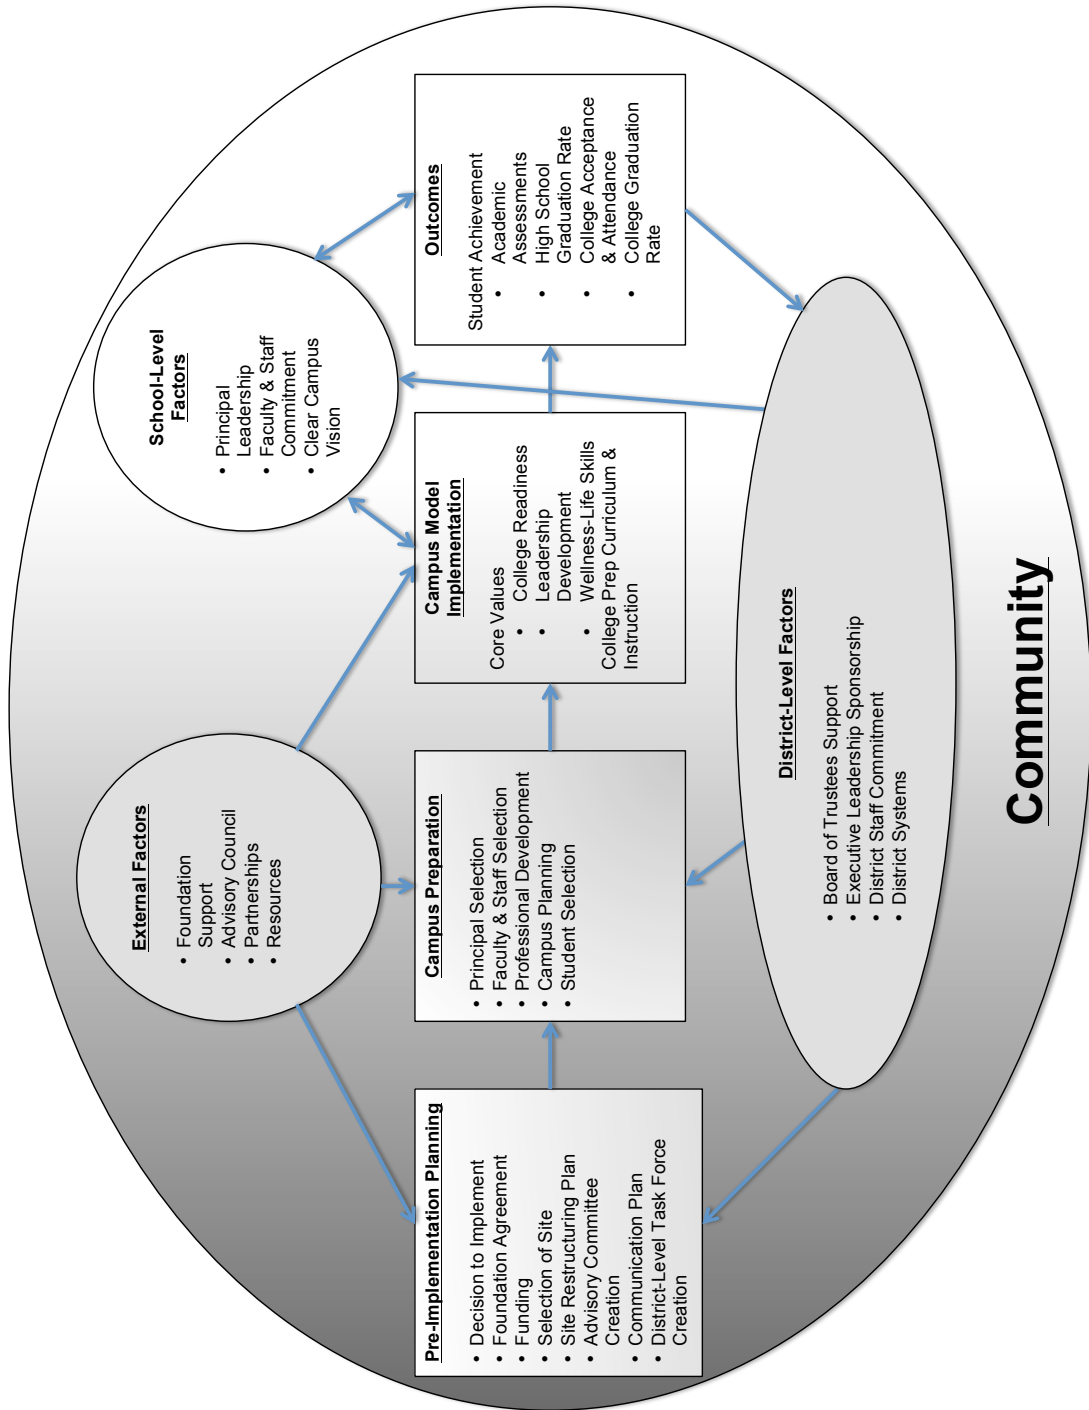 External Factors
• Foundation
Support
• Advisory Council
• Partnerships
• Resources
School-Level
Factors
• Principal
Leadership
• Faculty & Staff
Commitment
• Clear Campus
Vision
Pre-Implementation Planning
• Decision to Implement
• Foundation Agreement
• Funding
• Selection of Site
• Site Restructuring Plan
• Advisory Committee
Creation
• Communication Plan
• District-Level Task Force
Creation
Campus Preparation
• Principal Selection
• Faculty & Staff Selection
• Professional Development
• Campus Planning
• Student Selection
Campus Model
Implementation
Core Values
• College Readiness
• Leadership
Development
• Wellness-Life Skills
College Prep Curriculum &
Instruction
Outcomes
Student Achievement
• Academic
Assessments
• High School
Graduation Rate
• College Acceptance
& Attendance
• College Graduation
Rate
District-Level Factors
• Board of Trustees Support
• Executive Leadership Sponsorship
• District Staff Commitment
• District Systems
Community